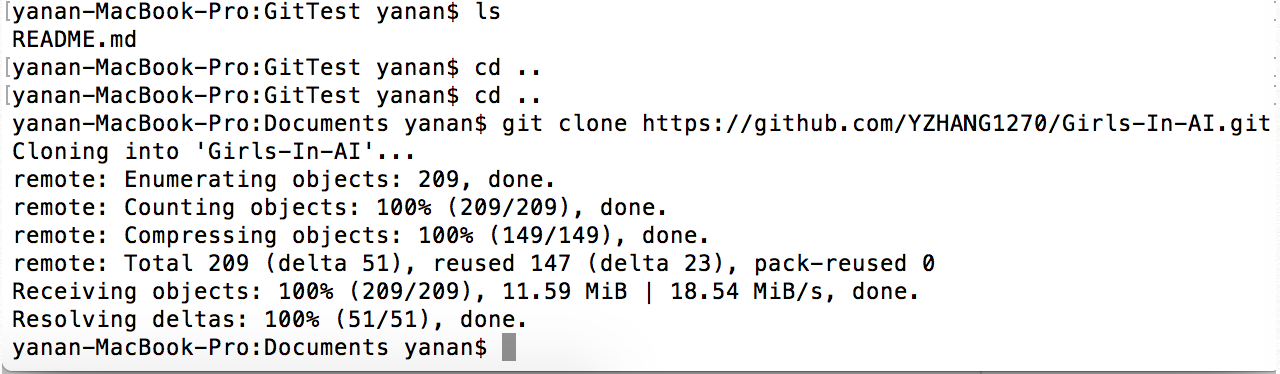 [yanan-MacBook-Pro:GitTest yanan$ ls
README.md
[yanan-MacBook-Pro:GitTest yanan$ cd ..
[yanan-MacBook-Pro:GitTest yanan$ cd ..
yanan-MacBook-Pro:Documents yanan$ git clone https://github.com/YZHANG1270/Girls-In-AI.git
Cloning into 'Girls-In-AI'...
remote: Enumerating objects: 209, done.
remote: Counting objects: 100% (209/209), done.
remote: Compressing objects: 100% (149/149), done.
remote: Total 209 (delta 51), reused 147 (delta 23), pack-reused 0
Receiving objects: 100% (209/209), 11.59 MiB | 18.54 MiB/s, done.
Resolving deltas: 100% (51/51), done.
yanan-MacBook-Pro:Documents yanan$